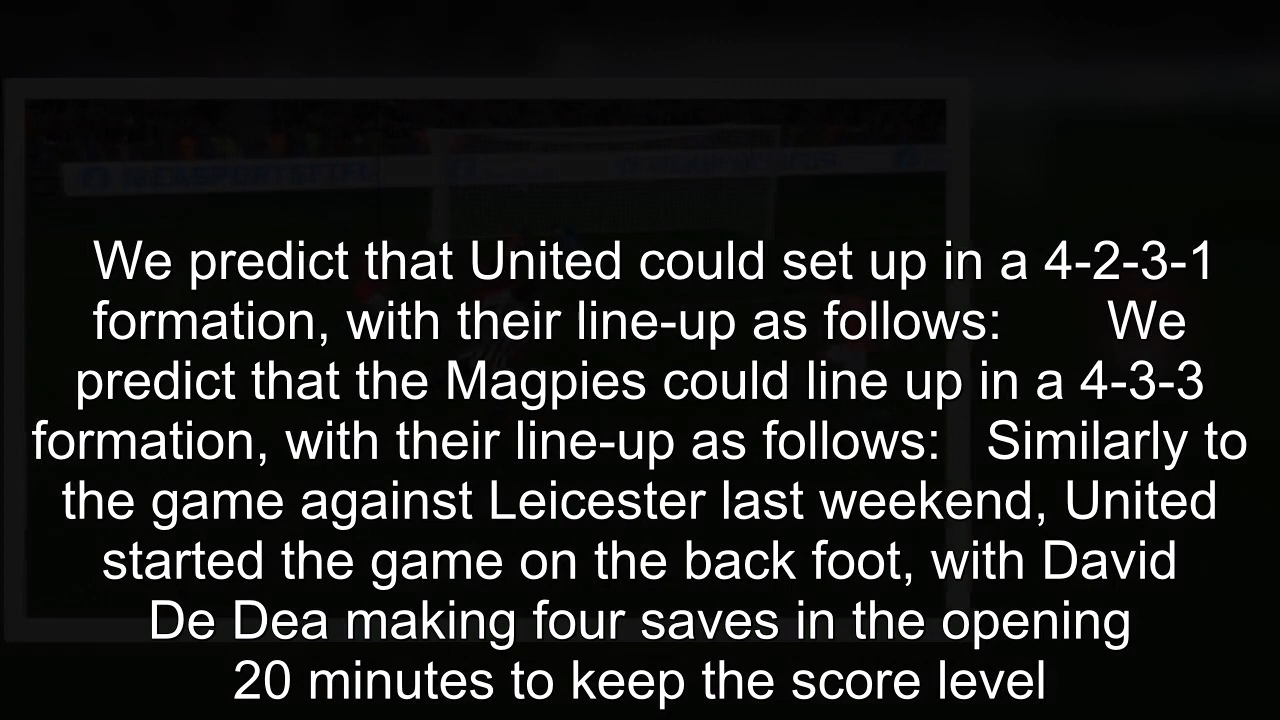 We predict that United could set up in a 4-2-3-1
formation, with their line-up as follows: We
predict that the Magpies could line up in a 4-3-3
formation, with their line-up as follows: Similarly to
the game against Leicester last weekend, United
started the game on the back foot, with David
De Dea making four saves in the opening
20 minutes to keep the score level